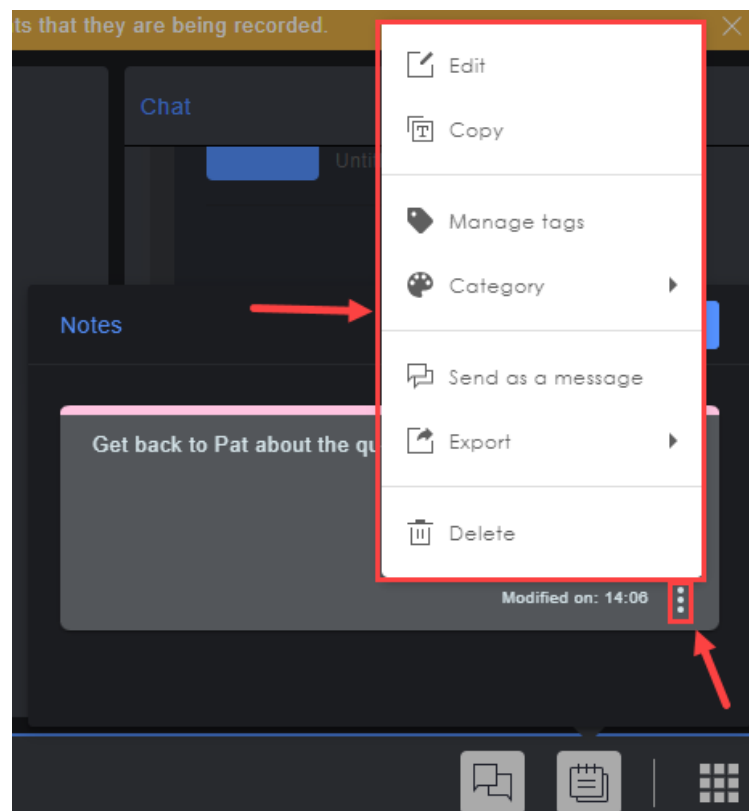 ts that they are being recorded.
Chat
Edit
Copy
Manage tags
Category
Send as a message
Export
Delete
Notes
Get back to Pat about the
Modified on: 14:06